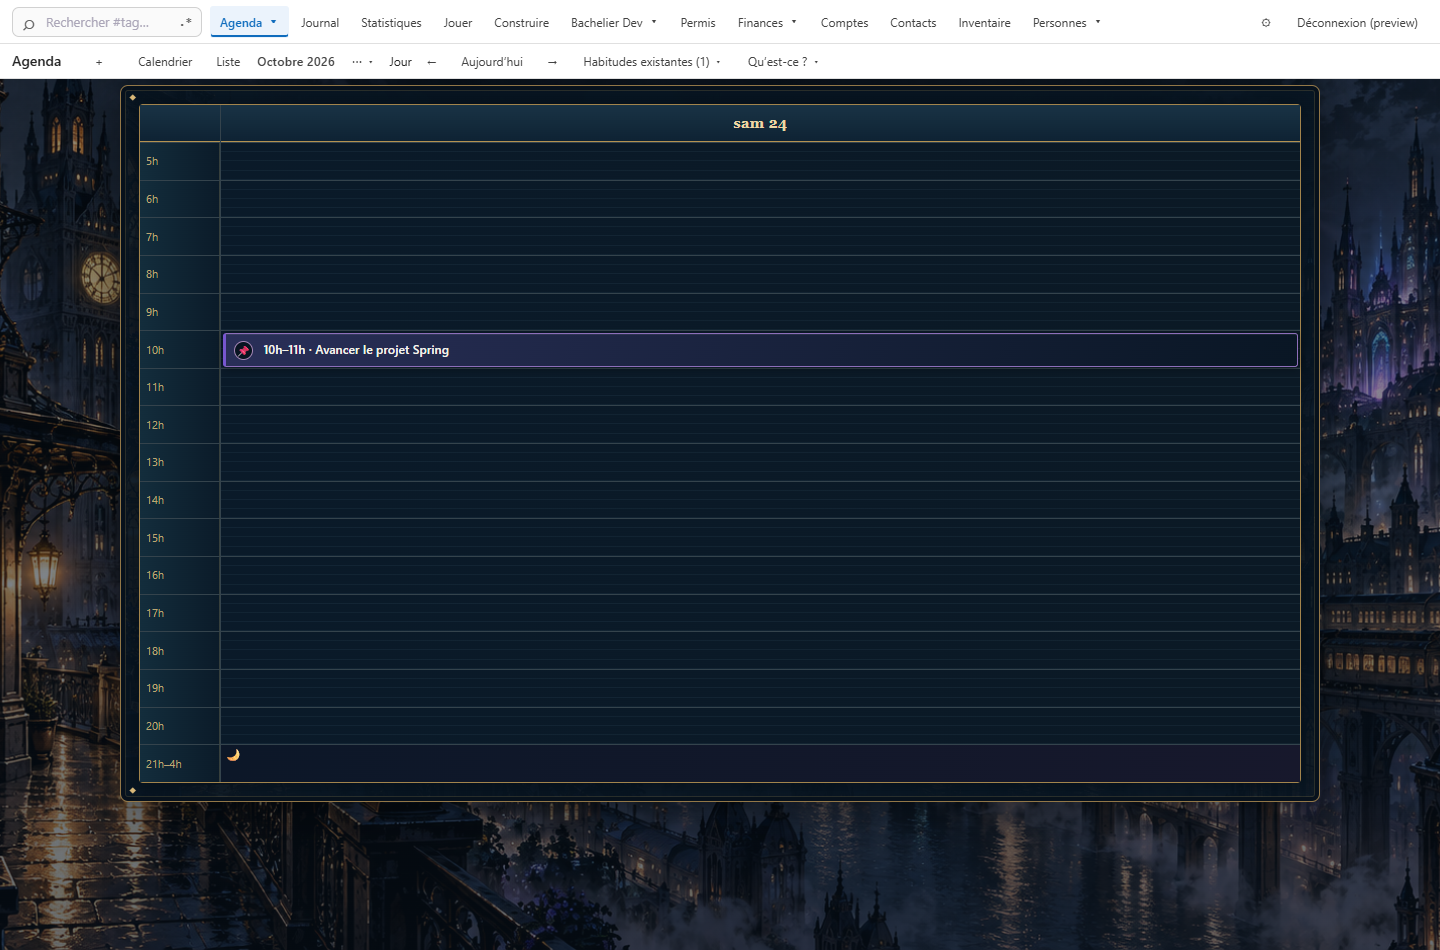 Rechercher #tag... .* Agenda Journal Statistiques Jouer Construire Bachelier Dev Permis Finances Comptes Contacts Inventaire Personnes Déconnexion (preview)
Agenda + Calendrier Liste Octobre 2026 ... Jour ← Aujourd'hui → Habitudes existantes (1) Qu'est-ce ?
sam 24
5h
6h
7h
8h
9h
10h 10h–11h · Avancer le projet Spring
11h
12h
13h
14h
15h
16h
17h
18h
19h
20h
21h–4h